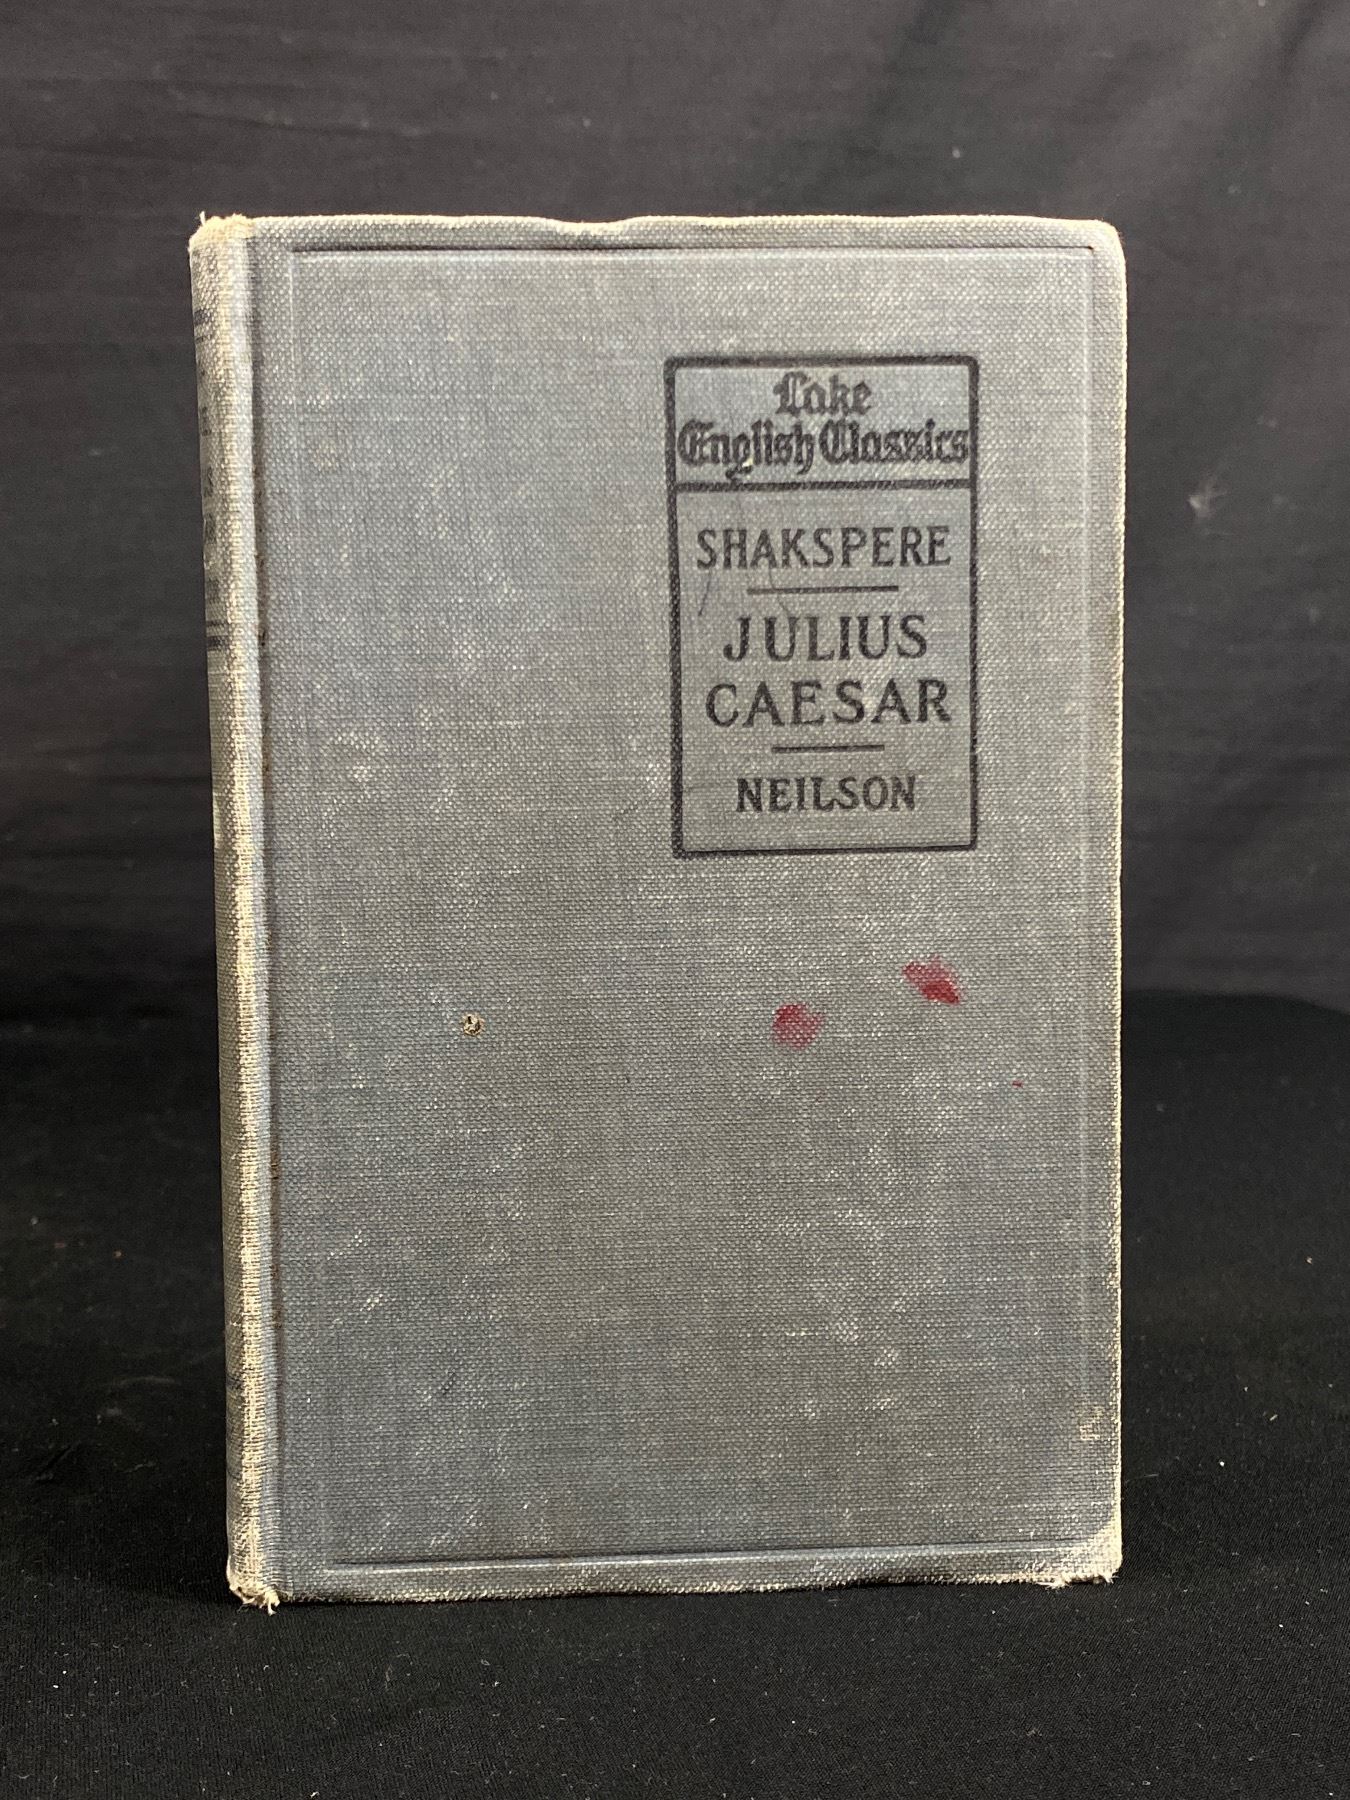 Lake
English Classics
SHAKSPERE
JULIUS
CAESAR
NEILSON